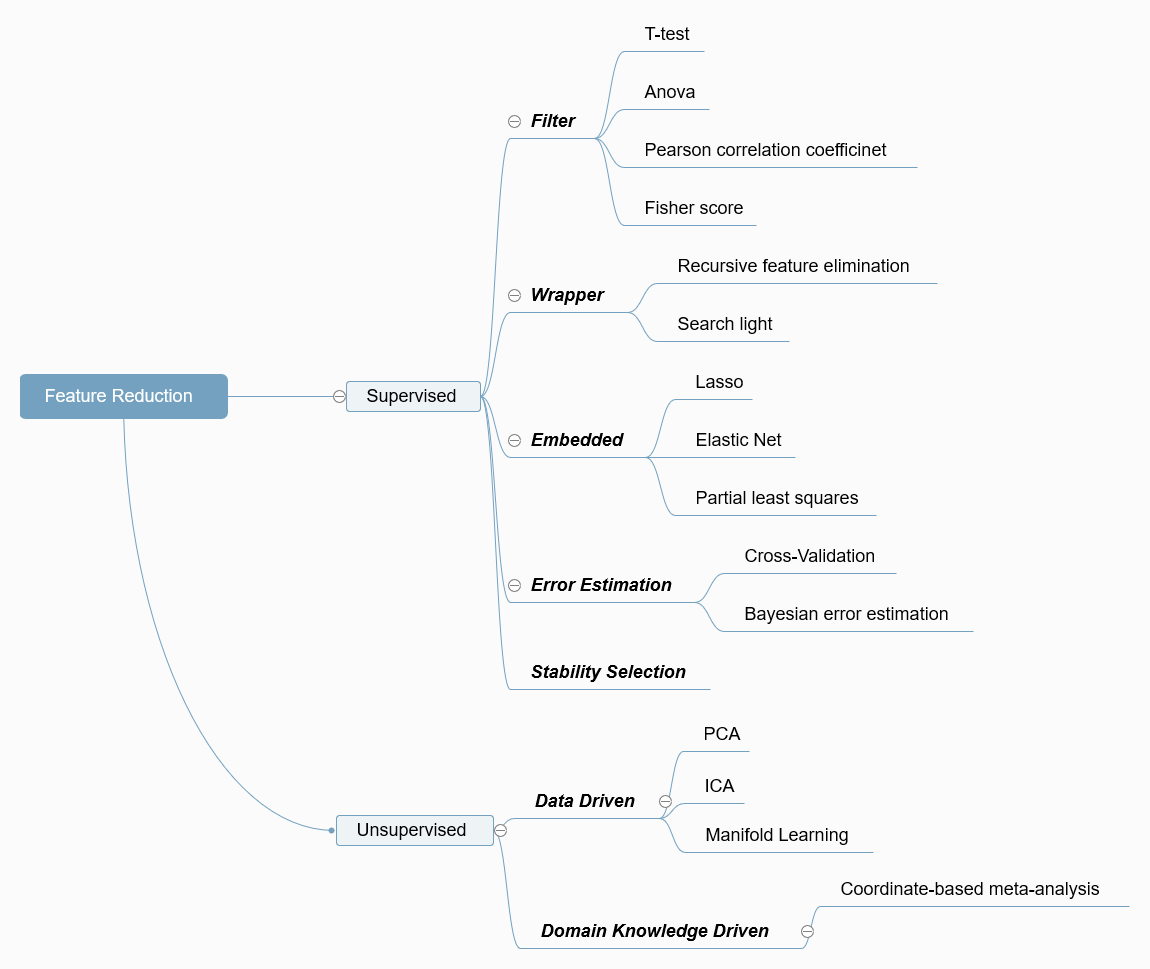 Feature Reduction
Supervised
Filter
T-test
Anova
Pearson correlation coefficinet
Fisher score
Wrapper
Recursive feature elimination
Search light
Embedded
Lasso
Elastic Net
Partial least squares
Error Estimation
Cross-Validation
Bayesian error estimation
Stability Selection
Unsupervised
Data Driven
PCA
ICA
Manifold Learning
Domain Knowledge Driven
Coordinate-based meta-analysis